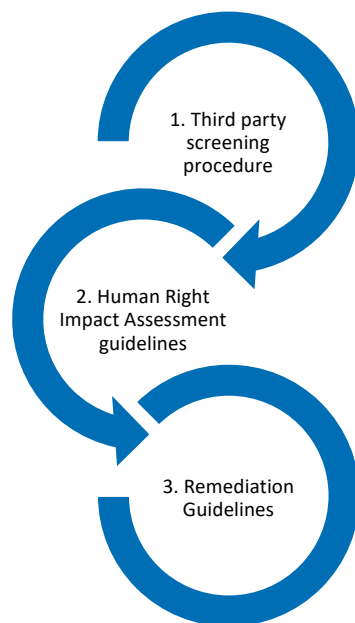 1. Third party
screening
procedure
2. Human Right
Impact Assessment
guidelines
3. Remediation
Guidelines